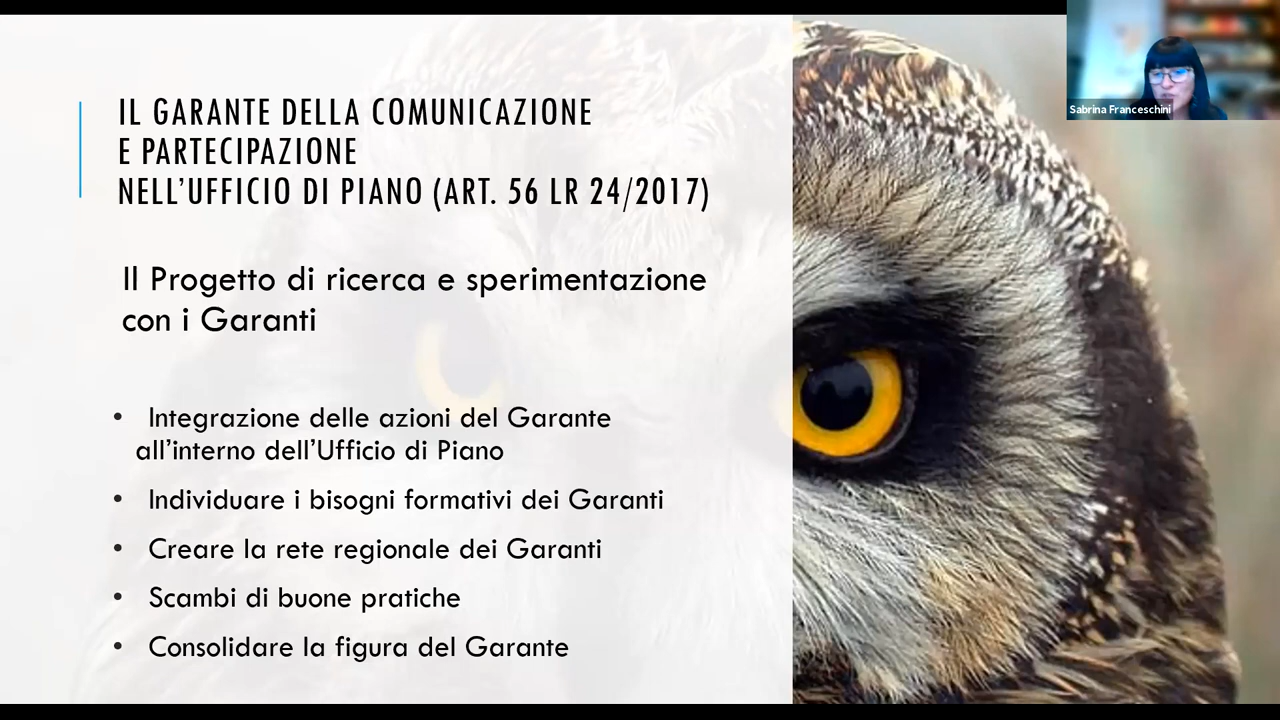 IL GARANTE DELLA COMUNICAZIONE
E PARTECIPAZIONE
NELL'UFFICIO DI PIANO (ART. 56 LR 24/2017)
Il Progetto di ricerca e sperimentazione
con i Garanti
• Integrazione delle azioni del Garante
all'interno dell'Ufficio di Piano
• Individuare i bisogni formativi dei Garanti
• Creare la rete regionale dei Garanti
• Scambi di buone pratiche
• Consolidare la figura del Garante
Sabrina Franceschini